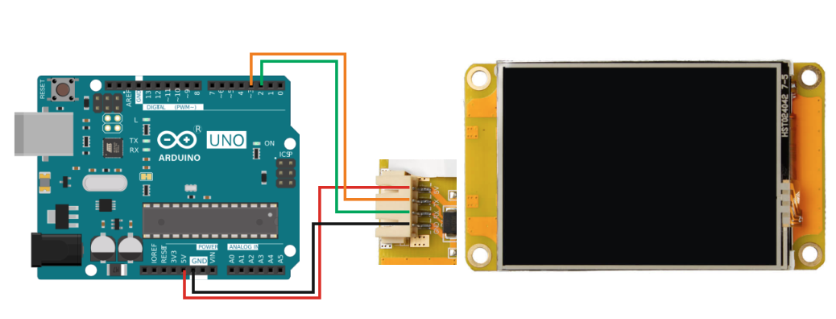 RESET
AREF
GND
13
12
~11
~10
~9
8
7
~6
~5
4
~3
2
1
0
DIGITAL (PWM~)
L
TX
RX
ARDUINO
UNO
R
ON
ICSP
IOREF
RESET
3V3
5V
GND
VIN
POWER
ANALOG IN
A0
A1
A2
A3
A4
A5